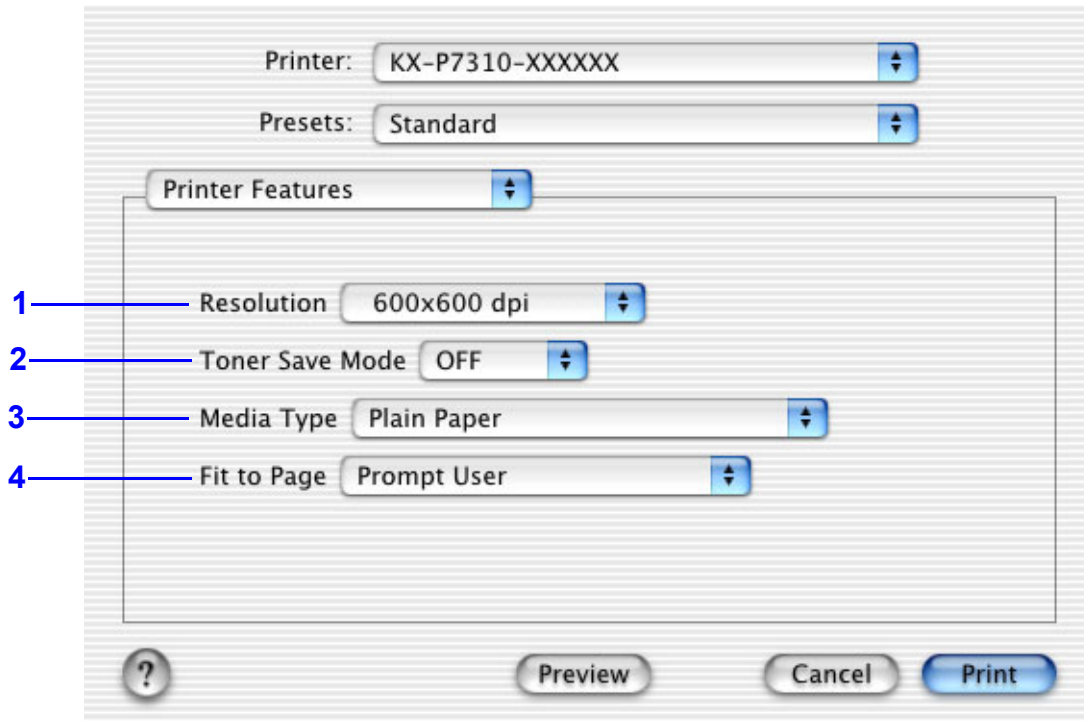 Printer: KX-P7310-XXXXXX
Presets: Standard
Printer Features
1 Resolution 600x600 dpi
2 Toner Save Mode OFF
3 Media Type Plain Paper
4 Fit to Page Prompt User
? Preview Cancel Print